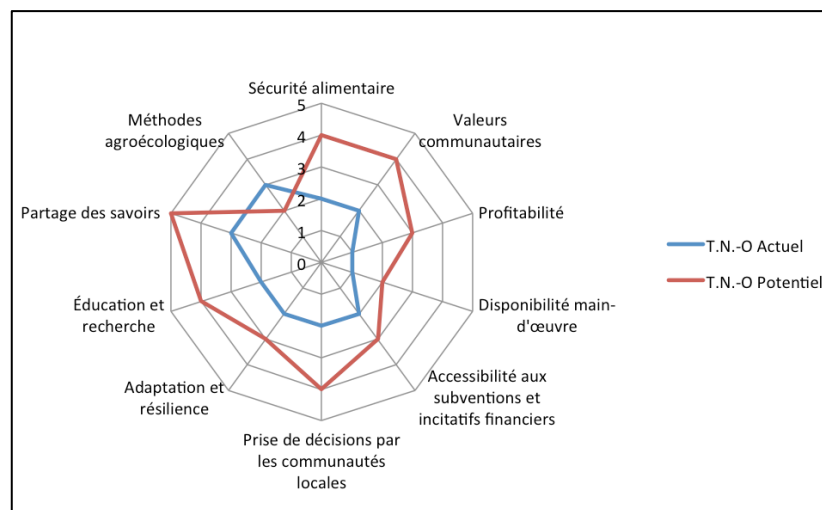 Sécurité alimentaire
Valeurs
communautaires
Profitabilité
Disponibilité main-
d'œuvre
Accessibilité aux
subventions et
incitatifs financiers
Prise de décisions par
les communautés
locales
Adaptation et
résilience
Éducation et
recherche
Partage des savoirs
Méthodes
agroécologiques
5
4
3
2
1
0
T.N.-O Actuel
T.N.-O Potentiel